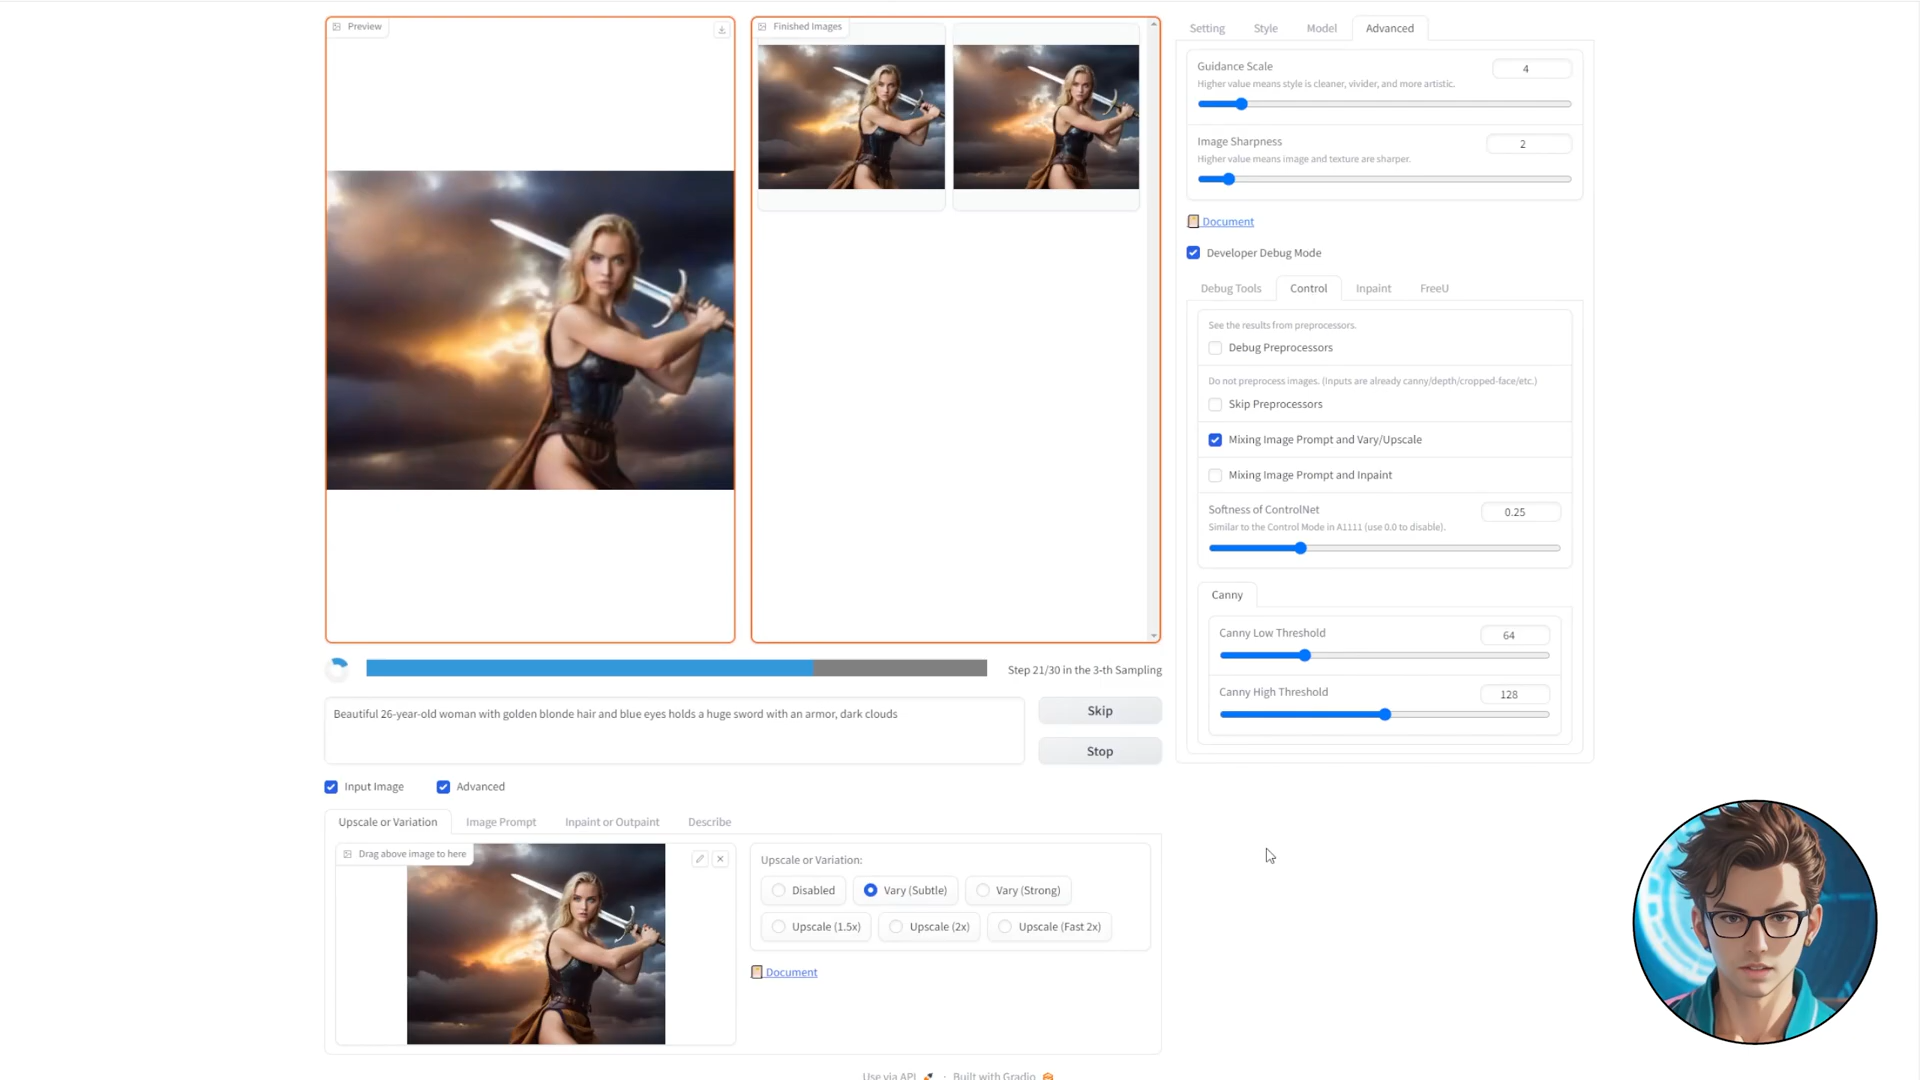 Preview
Finished Images
Setting
Style
Model
Advanced
Guidance Scale
4
Higher value means style is cleaner, vivider, and more artistic.
Image Sharpness
2
Higher value means image and texture are sharper.
Document
Developer Debug Mode
Debug Tools
Control
Inpaint
FreeU
See the results from preprocessors.
Debug Preprocessors
Do not preprocess images. (Inputs are already canny/depth/cropped-face/etc.)
Skip Preprocessors
Mixing Image Prompt and Vary/Upscale
Mixing Image Prompt and Inpaint
Softness of ControlNet
0.25
Similar to the Control Mode in A1111 (use 0.0 to disable).
Canny
Canny Low Threshold
64
Canny High Threshold
128
Step 21/30 in the 3-th Sampling
Beautiful 26-year-old woman with golden blonde hair and blue eyes holds a huge sword with an armor, dark clouds
Skip
Stop
Input Image
Advanced
Upscale or Variation
Image Prompt
Inpaint or Outpaint
Describe
Drag above image to here
Upscale or Variation:
Disabled
Vary (Subtle)
Vary (Strong)
Upscale (1.5x)
Upscale (2x)
Upscale (Fast 2x)
Document
Use via API
·
Built with Gradio